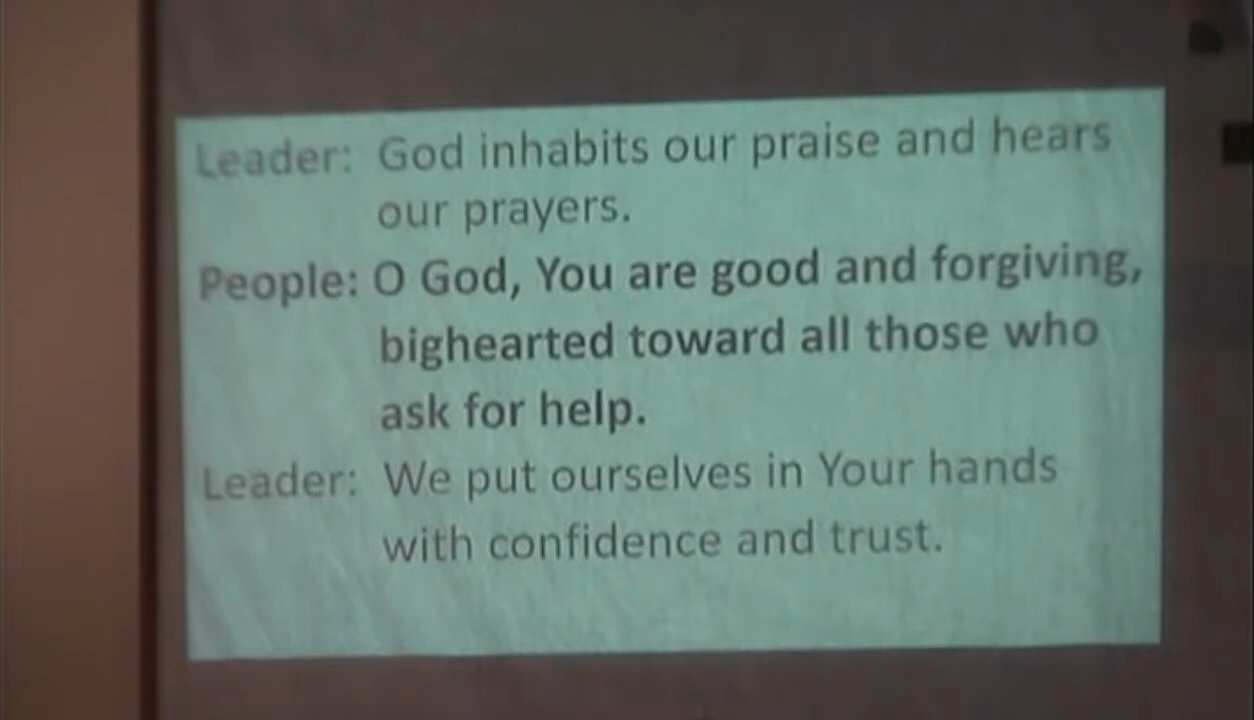 Leader: God inhabits our praise and hears
our prayers.
People: O God, You are good and forgiving,
bighearted toward all those who
ask for help.
Leader: We put ourselves in Your hands
with confidence and trust.